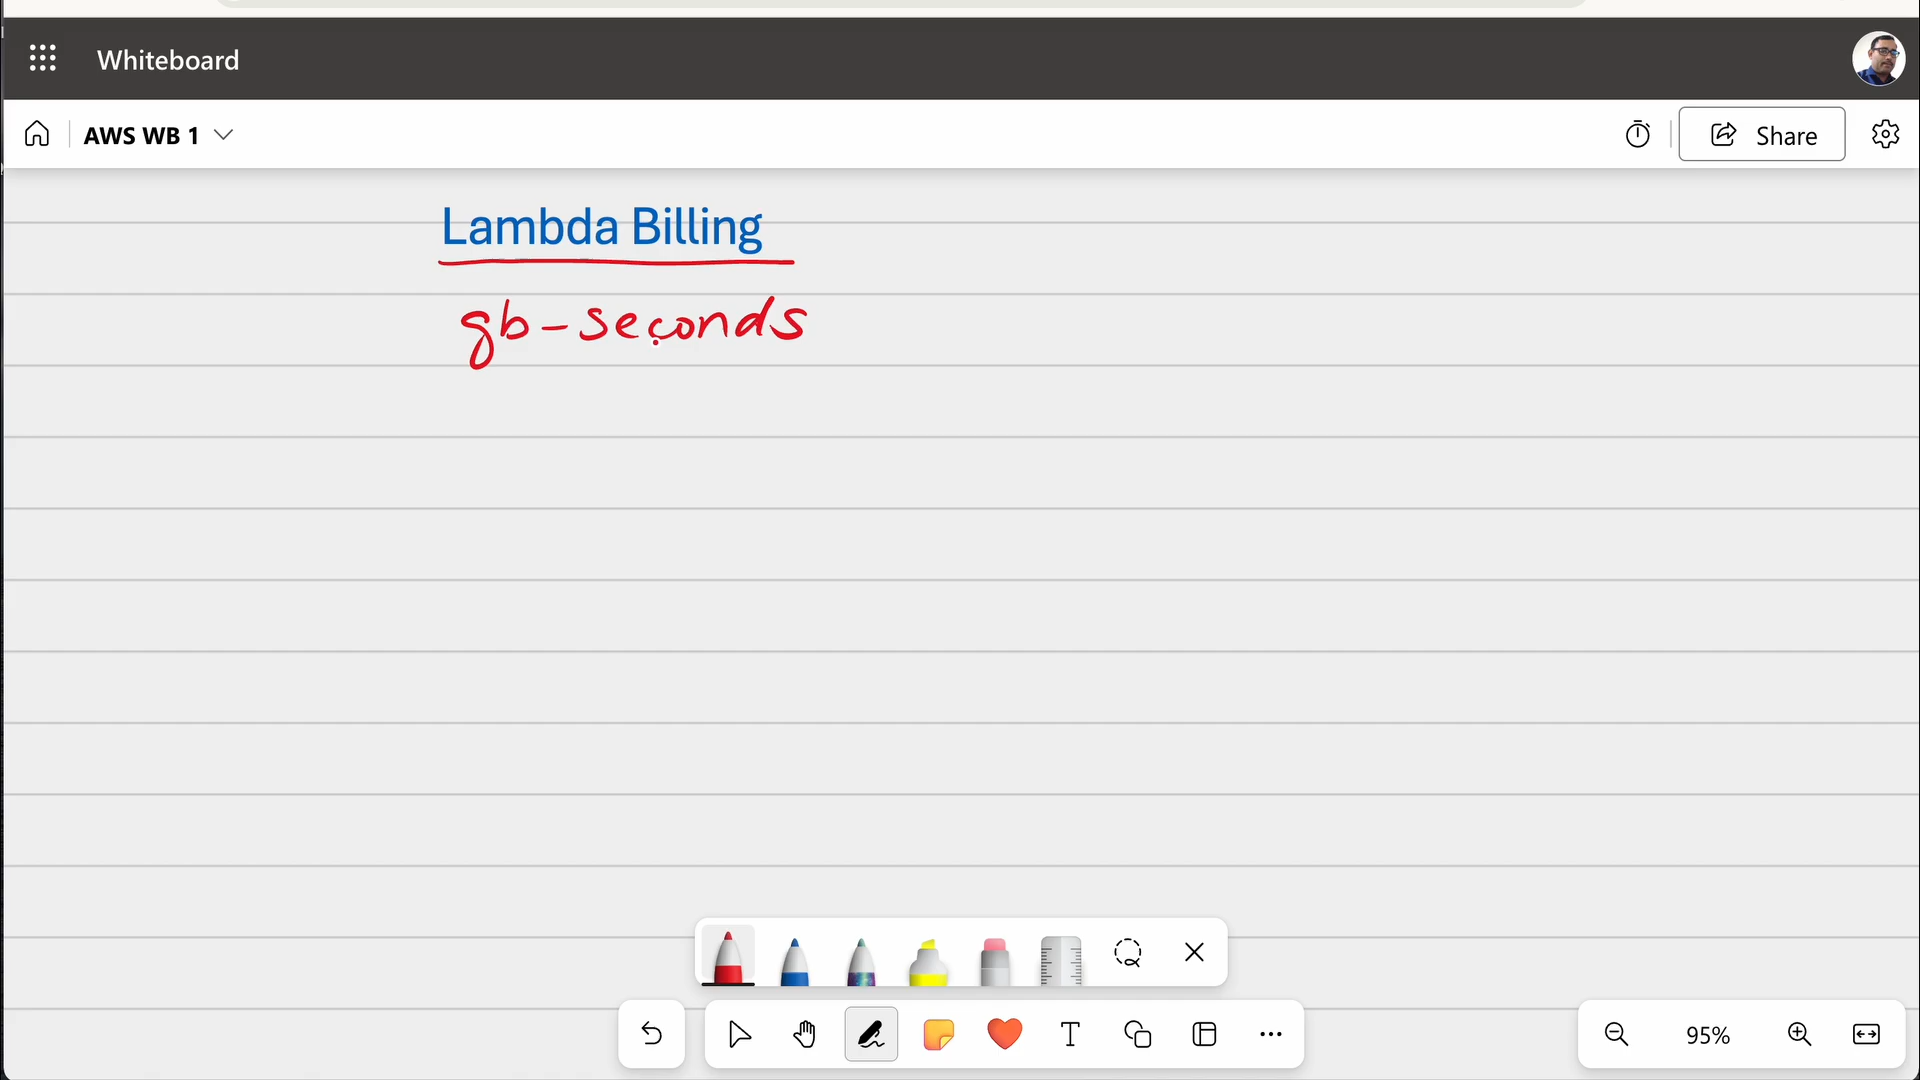 Whiteboard
AWS WB 1
Share
Lambda Billing
gb-seconds
95%